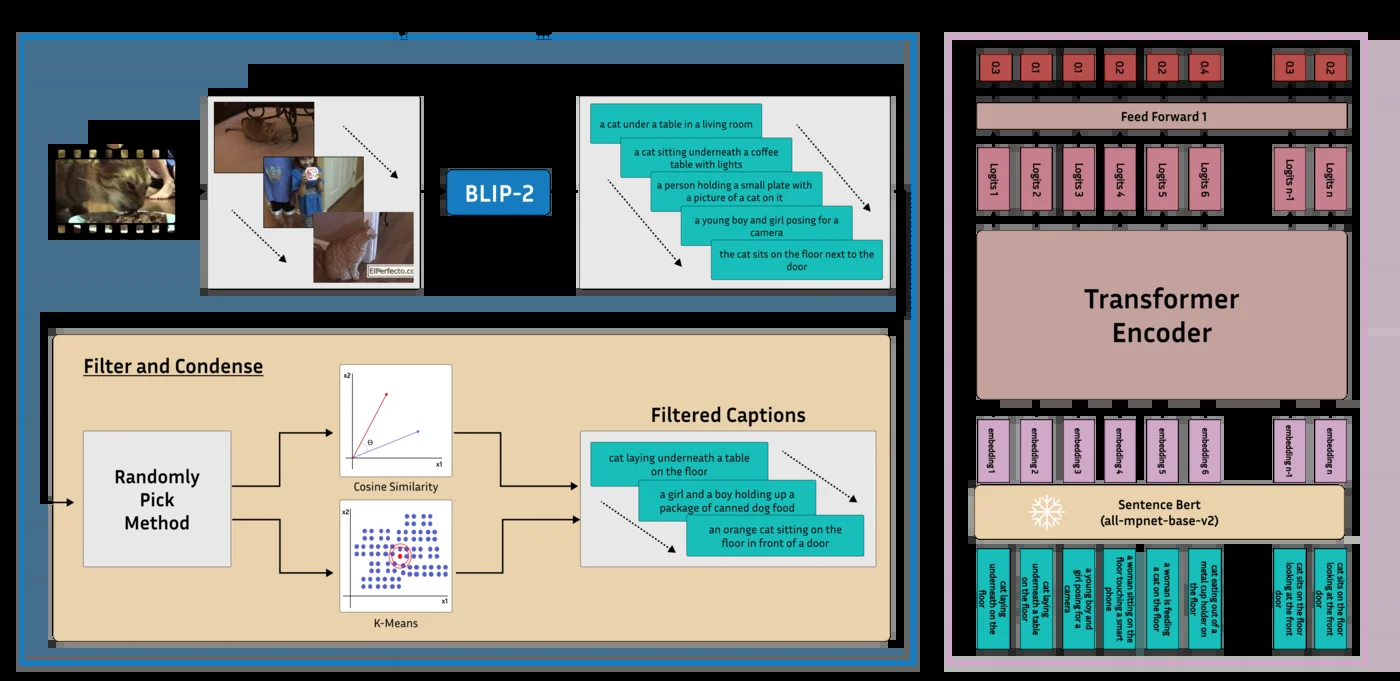 a cat under a table in a living room
a cat sitting underneath a coffee
table with lights
a person holding a small plate with
a picture of a cat on it
a young boy and girl posing for a
camera
the cat sits on the floor next to the
door
BLIP-2
ElPerfecto.cc
Filter and Condense
Randomly
Pick
Method
x2
Θ
x1
Cosine Similarity
x2
x1
K-Means
Filtered Captions
cat laying underneath a table
on the floor
a girl and a boy holding up a
package of canned dog food
an orange cat sitting on the
floor in front of a door
0.3
0.1
0.1
0.2
0.2
0.4
0.3
0.2
Feed Forward 1
Logits 1
Logits 2
Logits 3
Logits 4
Logits 5
Logits 6
Logits n-1
Logits n
Transformer
Encoder
embedding 1
embedding 2
embedding 3
embedding 4
embedding 5
embedding 6
embedding n-1
embedding n
Sentence Bert
(all-mpnet-base-v2)
cat laying
underneath on the
floor
cat laying
underneath a table
on the floor
a young boy and
girl posing for a
camera
a woman sitting on the
floor touching a smart
phone
a woman is feeding
a cat on the floor
cat eating out of a
metal cup holder on
the floor
cat sits on the floor
looking at the front
door
cat sits on the floor
looking at the front
door